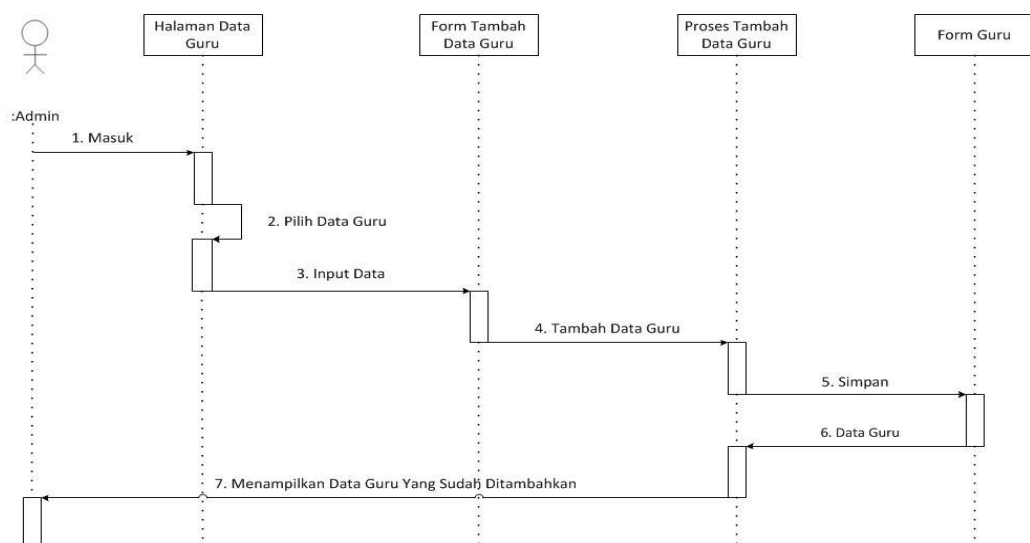 Halaman Data
Guru
Form Tambah
Data Guru
Proses Tambah
Data Guru
Form Guru
:Admin
1. Masuk
2. Pilih Data Guru
3. Input Data
4. Tambah Data Guru
5. Simpan
6. Data Guru
7. Menampilkan Data Guru Yang Sudah Ditambahkan